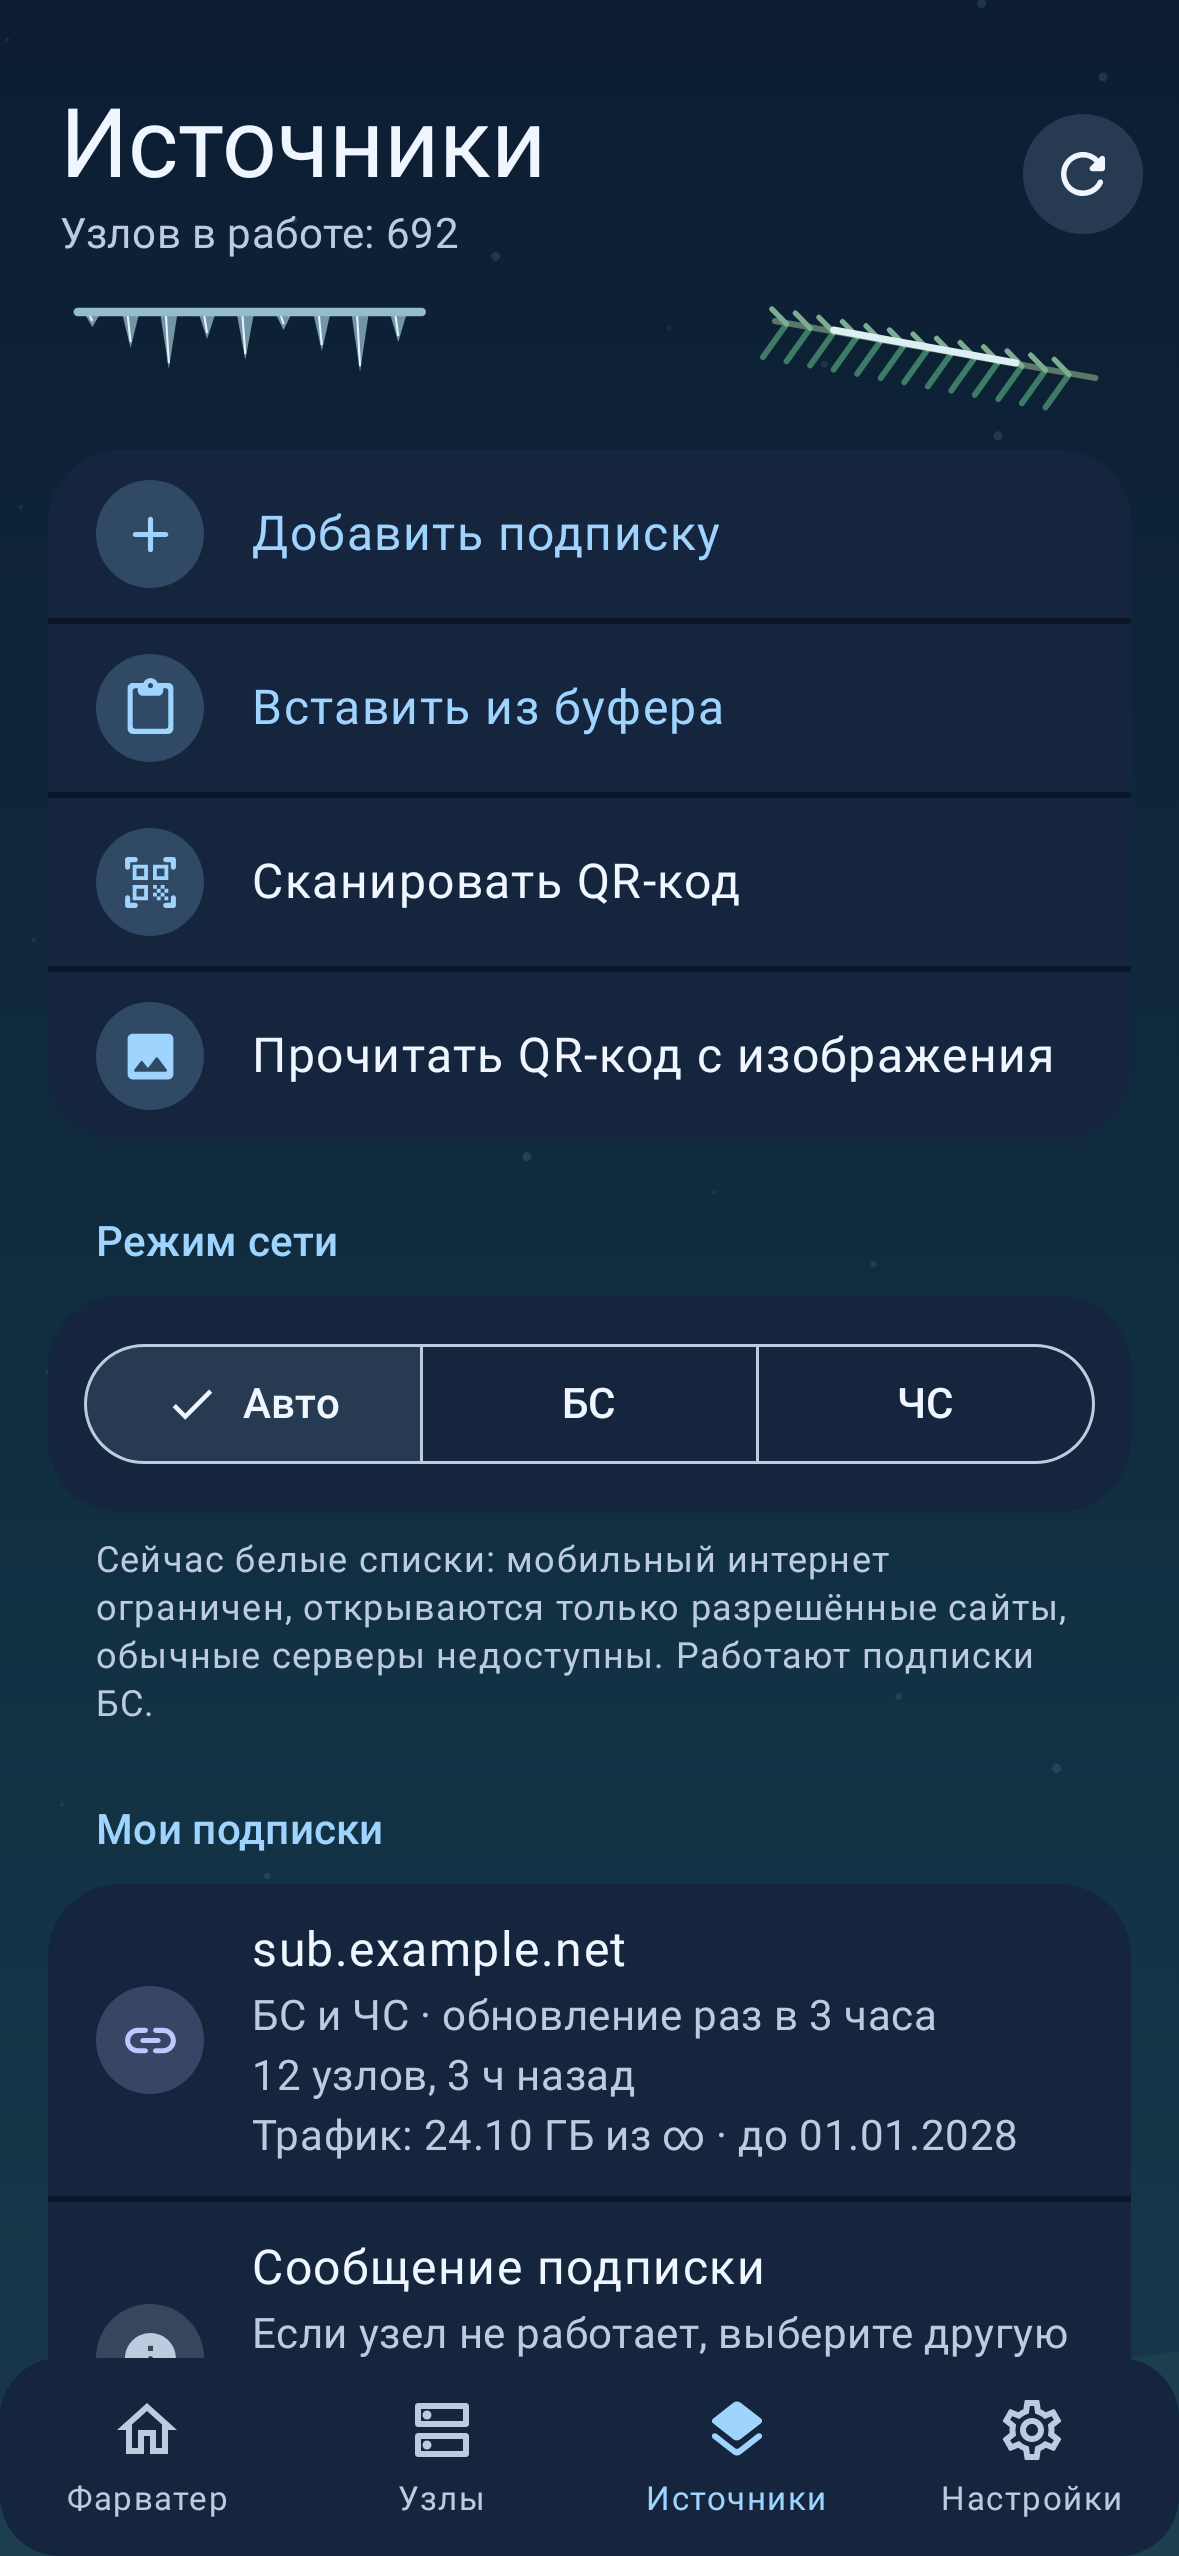 Источники
Узлов в работе: 692
Добавить подписку
Вставить из буфера
Сканировать QR-код
Прочитать QR-код с изображения
Режим сети
Авто
БС
ЧС
Сейчас белые списки: мобильный интернет
ограничен, открываются только разрешённые сайты,
обычные серверы недоступны. Работают подписки
БС.
Мои подписки
sub.example.net
БС и ЧС · обновление раз в 3 часа
12 узлов, 3 ч назад
Трафик: 24.10 ГБ из ∞ · до 01.01.2028
Сообщение подписки
Если узел не работает, выберите другую
Фарватер
Узлы
Источники
Настройки